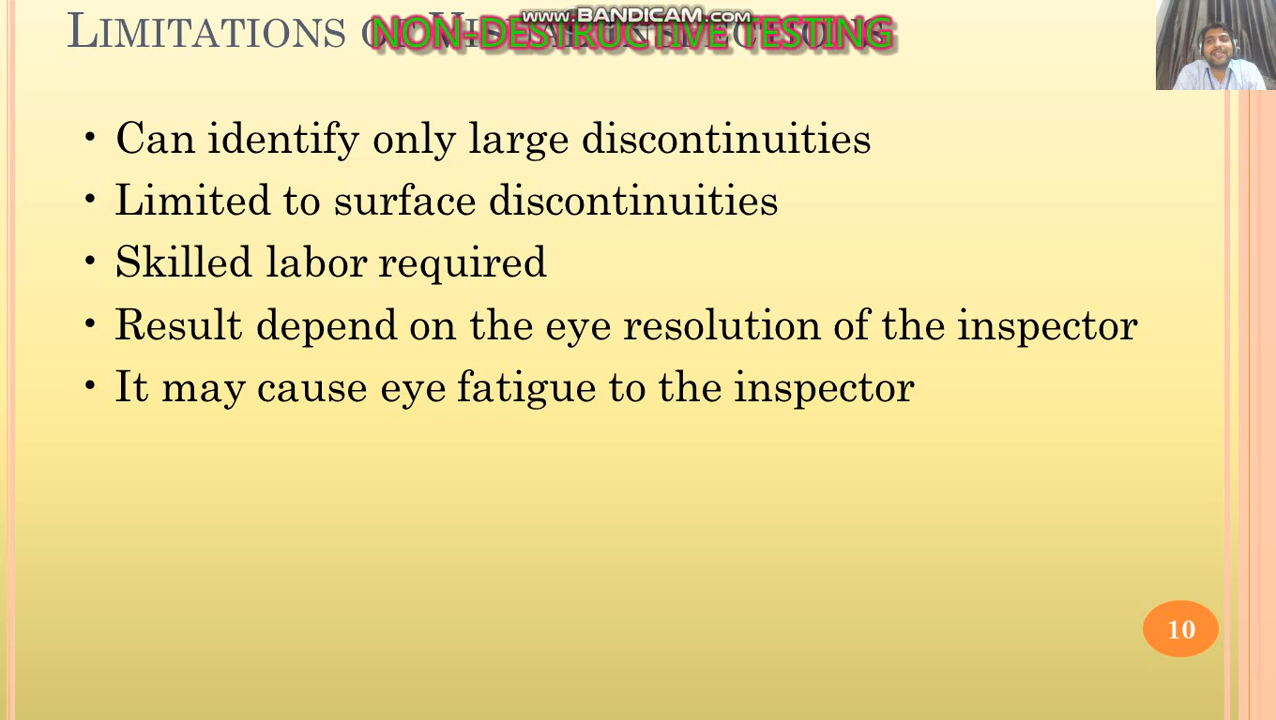 WWW.BANDICAM.COM
LIMITATIONS
NON-DESTRUCTIVE TESTING
• Can identify only large discontinuities
• Limited to surface discontinuities
• Skilled labor required
• Result depend on the eye resolution of the inspector
• It may cause eye fatigue to the inspector
10